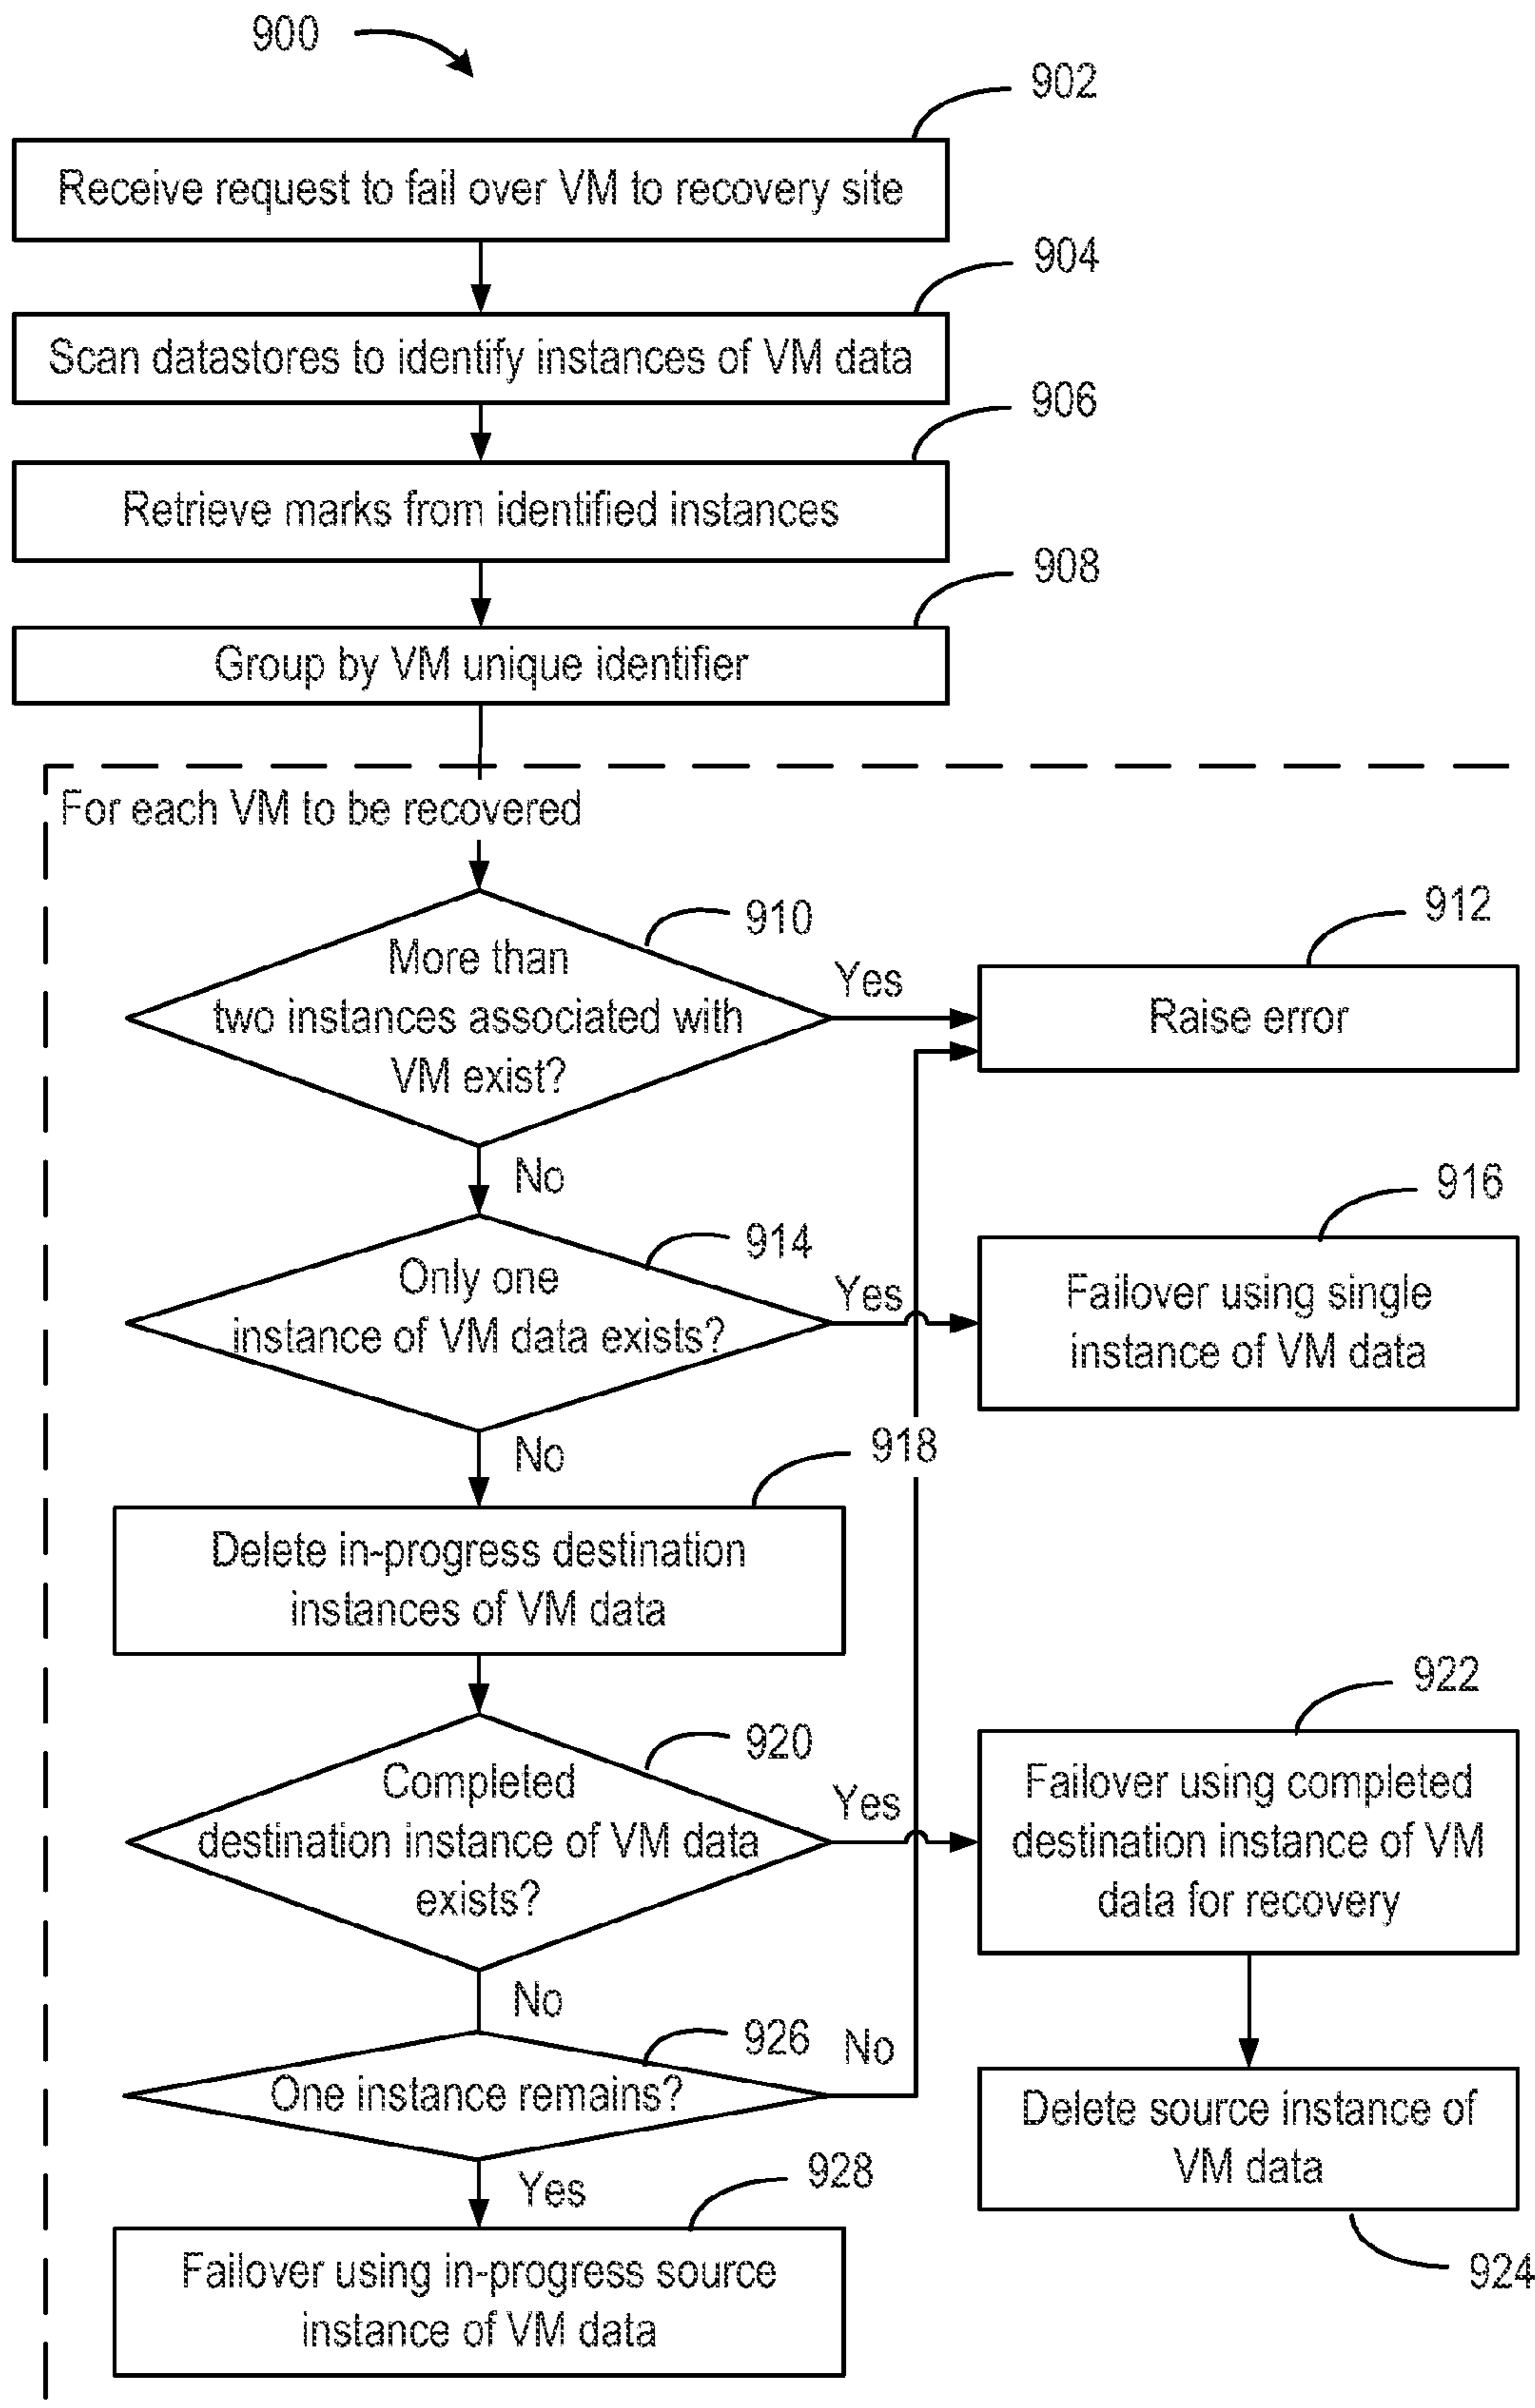 900
902
Receive request to fail over VM to recovery site
904
Scan datastores to identify instances of VM data
906
Retrieve marks from identified instances
908
Group by VM unique identifier
For each VM to be recovered
910
More than
two instances associated with
VM exist?
Yes
912
Raise error
No
914
Only one
instance of VM data exists?
Yes
916
Failover using single
instance of VM data
No
918
Delete in-progress destination
instances of VM data
920
Completed
destination instance of VM data
exists?
Yes
922
Failover using completed
destination instance of VM
data for recovery
No
926
One instance remains?
No
Delete source instance of
VM data
924
Yes
928
Failover using in-progress source
instance of VM data